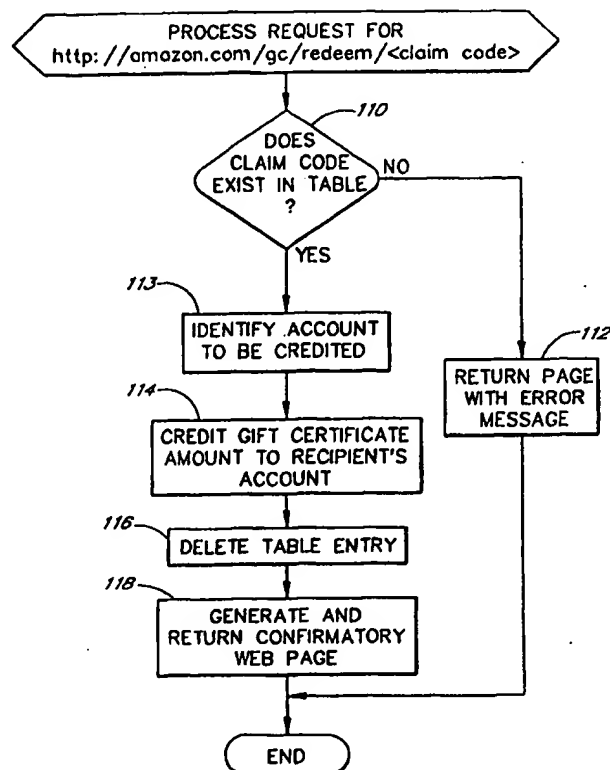 PROCESS REQUEST FOR
http://amazon.com/gc/redeem/<claim code>
110
DOES
CLAIM CODE
EXIST IN TABLE
?
NO
YES
113
IDENTIFY ACCOUNT
TO BE CREDITED
112
RETURN PAGE
WITH ERROR
MESSAGE
114
CREDIT GIFT CERTIFICATE
AMOUNT TO RECIPIENT'S
ACCOUNT
116
DELETE TABLE ENTRY
118
GENERATE AND
RETURN CONFIRMATORY
WEB PAGE
END